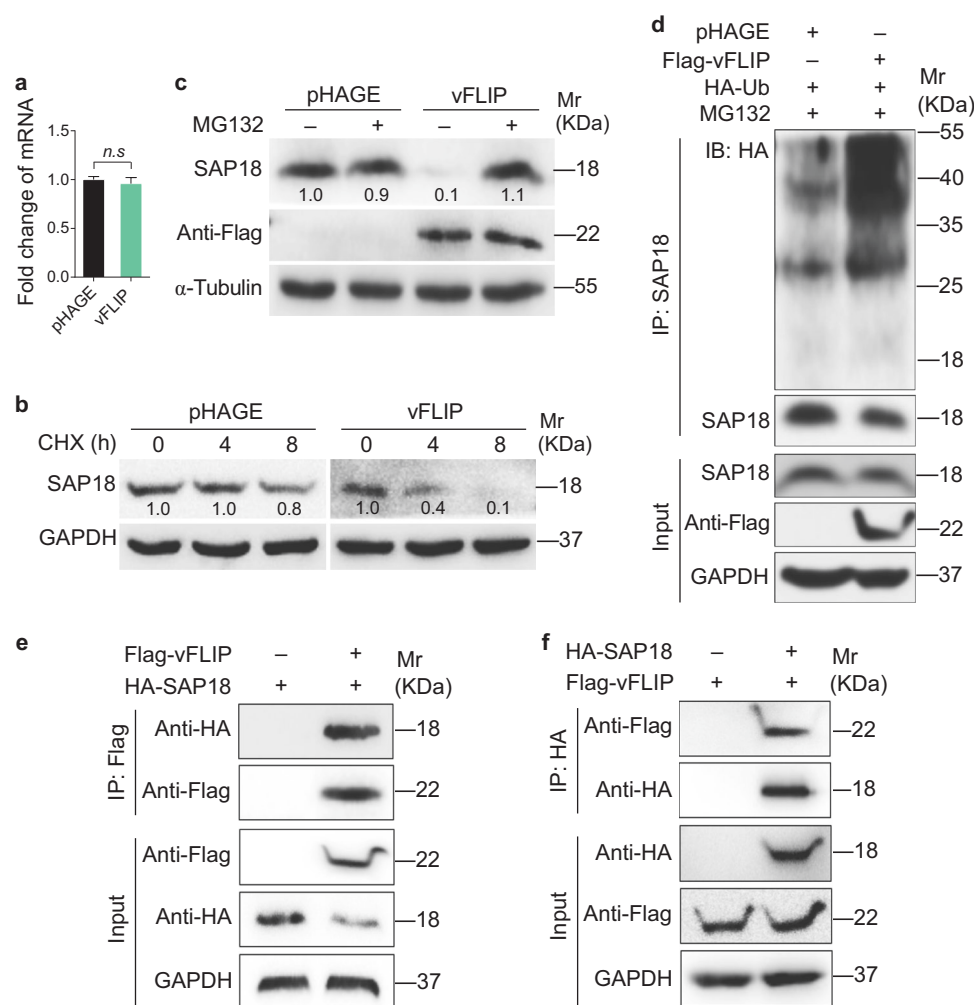 a
Fold change of mRNA
1.5
1.0
0.5
0.0
n.s
pHAGE
vFLIP
c
pHAGE vFLIP Mr
MG132 – + – + (KDa)
SAP18 —18
1.0 0.9 0.1 1.1
Anti-Flag —22
α-Tubulin —55
b
pHAGE vFLIP Mr
CHX (h) 0 4 8 0 4 8 (KDa)
SAP18 —18
1.0 1.0 0.8 1.0 0.4 0.1
GAPDH —37
d
pHAGE + –
Flag-vFLIP – +
HA-Ub + + Mr
MG132 + + (KDa)
IP: SAP18
IB: HA —55
—40
—35
—25
—18
SAP18 —18
Input
SAP18 —18
Anti-Flag —22
GAPDH —37
e
Flag-vFLIP – + Mr
HA-SAP18 + + (KDa)
IP: Flag
Anti-HA —18
Anti-Flag —22
Input
Anti-Flag —22
Anti-HA —18
GAPDH —37
f
HA-SAP18 – + Mr
Flag-vFLIP + + (KDa)
IP: HA
Anti-Flag —22
Anti-HA —18
Input
Anti-HA —18
Anti-Flag —22
GAPDH —37